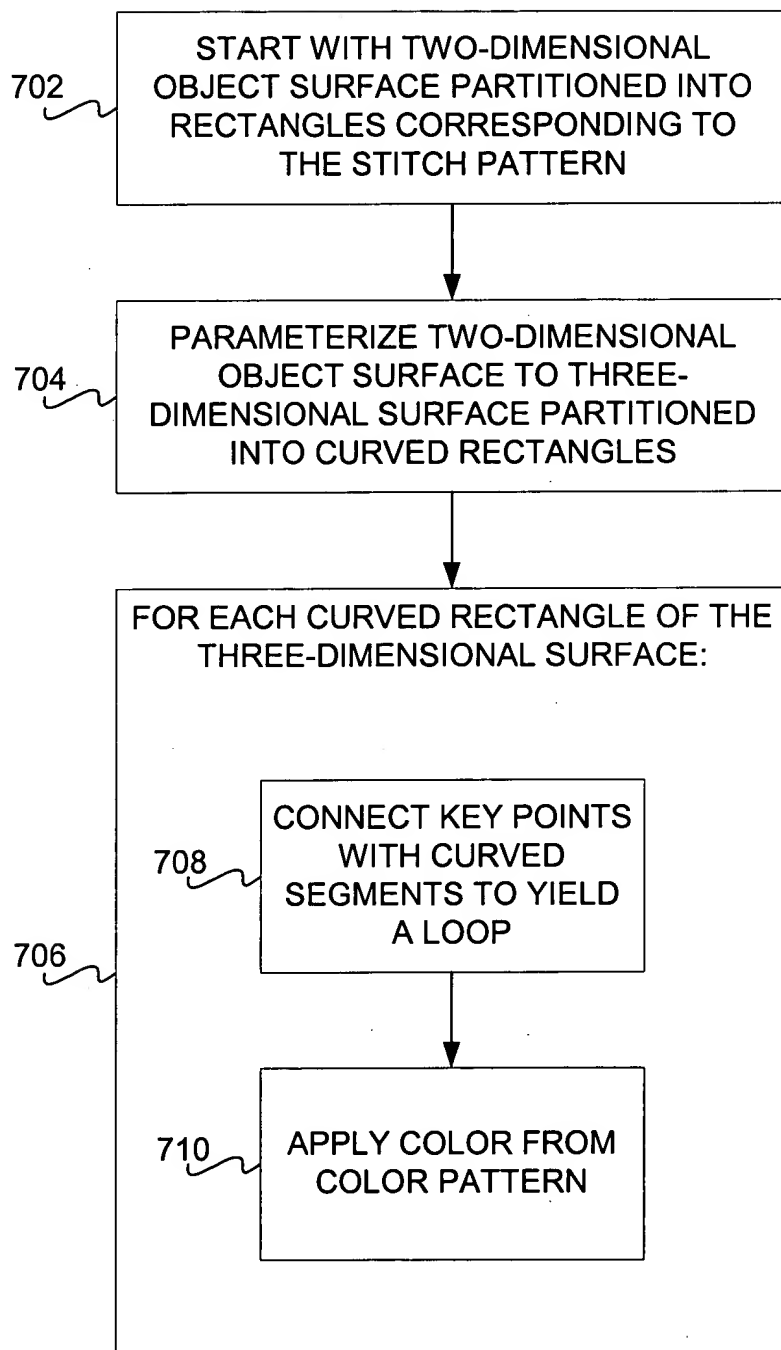 702
START WITH TWO-DIMENSIONAL
OBJECT SURFACE PARTITIONED INTO
RECTANGLES CORRESPONDING TO
THE STITCH PATTERN
704
PARAMETERIZE TWO-DIMENSIONAL
OBJECT SURFACE TO THREE-
DIMENSIONAL SURFACE PARTITIONED
INTO CURVED RECTANGLES
706
FOR EACH CURVED RECTANGLE OF THE
THREE-DIMENSIONAL SURFACE:
708
CONNECT KEY POINTS
WITH CURVED
SEGMENTS TO YIELD
A LOOP
710
APPLY COLOR FROM
COLOR PATTERN